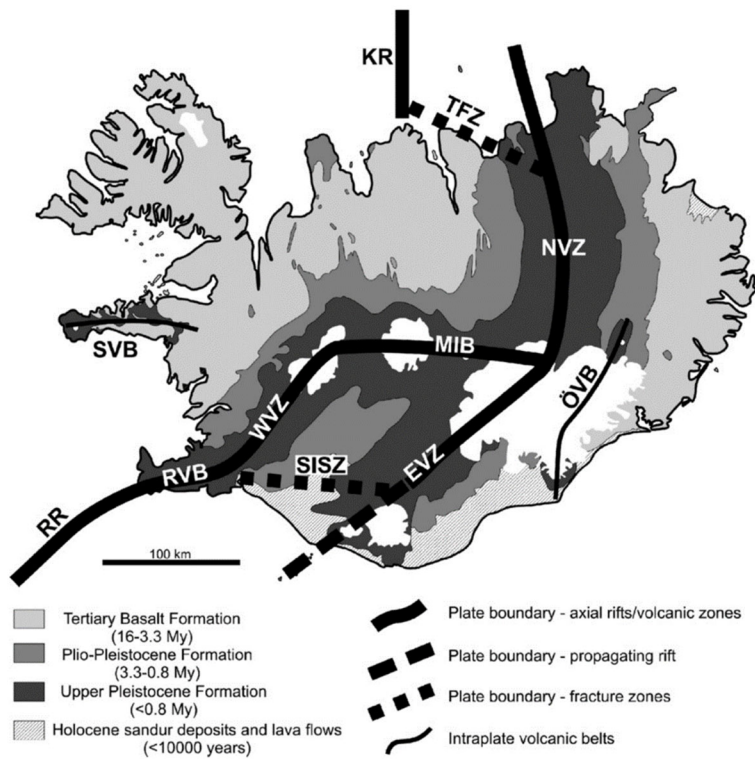 KR
TFZ
NVZ
SVB
MIB
ÖVB
WVZ
EVZ
SISZ
RVB
RR
100 km
Tertiary Basalt Formation
(16-3.3 My)
Plio-Pleistocene Formation
(3.3-0.8 My)
Upper Pleistocene Formation
(<0.8 My)
Holocene sandur deposits and lava flows
(<10000 years)
Plate boundary - axial rifts/volcanic zones
Plate boundary - propagating rift
Plate boundary - fracture zones
Intraplate volcanic belts